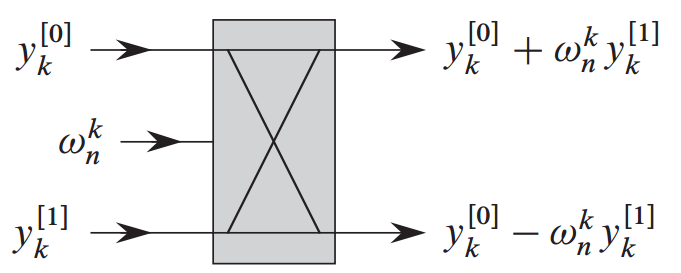 y_k^{[0]} y_k^{[0]} + ω_n^k y_k^{[1]}
ω_n^k
y_k^{[1]} y_k^{[0]} − ω_n^k y_k^{[1]}